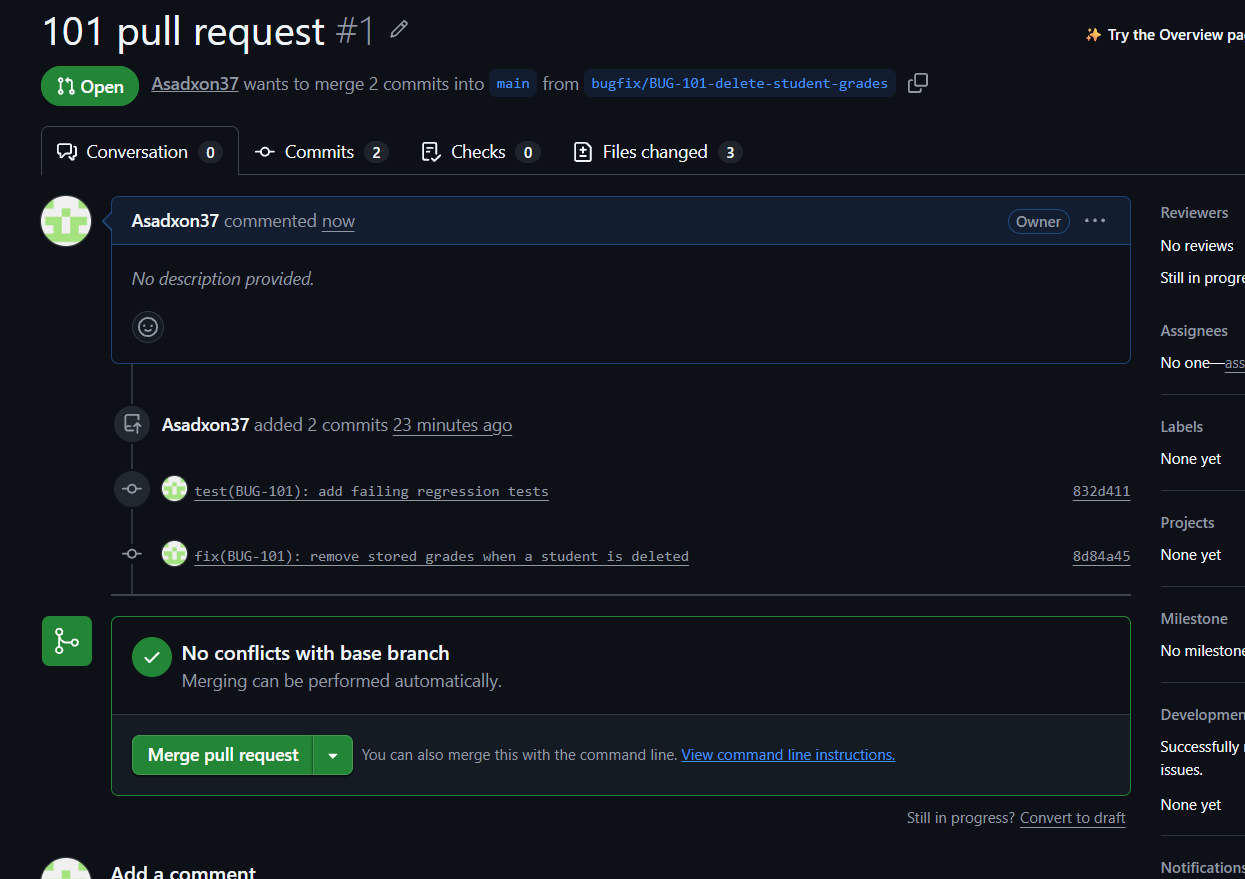 101 pull request #1
✨ Try the Overview pa
Open
Asadxon37 wants to merge 2 commits into main from bugfix/BUG-101-delete-student-grades
Conversation 0
Commits 2
Checks 0
Files changed 3
Asadxon37 commented now
Owner
No description provided.
Asadxon37 added 2 commits 23 minutes ago
test(BUG-101): add failing regression tests
832d411
fix(BUG-101): remove stored grades when a student is deleted
8d84a45
No conflicts with base branch
Merging can be performed automatically.
Merge pull request
You can also merge this with the command line. View command line instructions.
Still in progress? Convert to draft
Add a comment
Reviewers
No reviews
Still in progre
Assignees
No one—ass
Labels
None yet
Projects
None yet
Milestone
No milestone
Developmen
Successfully
issues.
None yet
Notifications